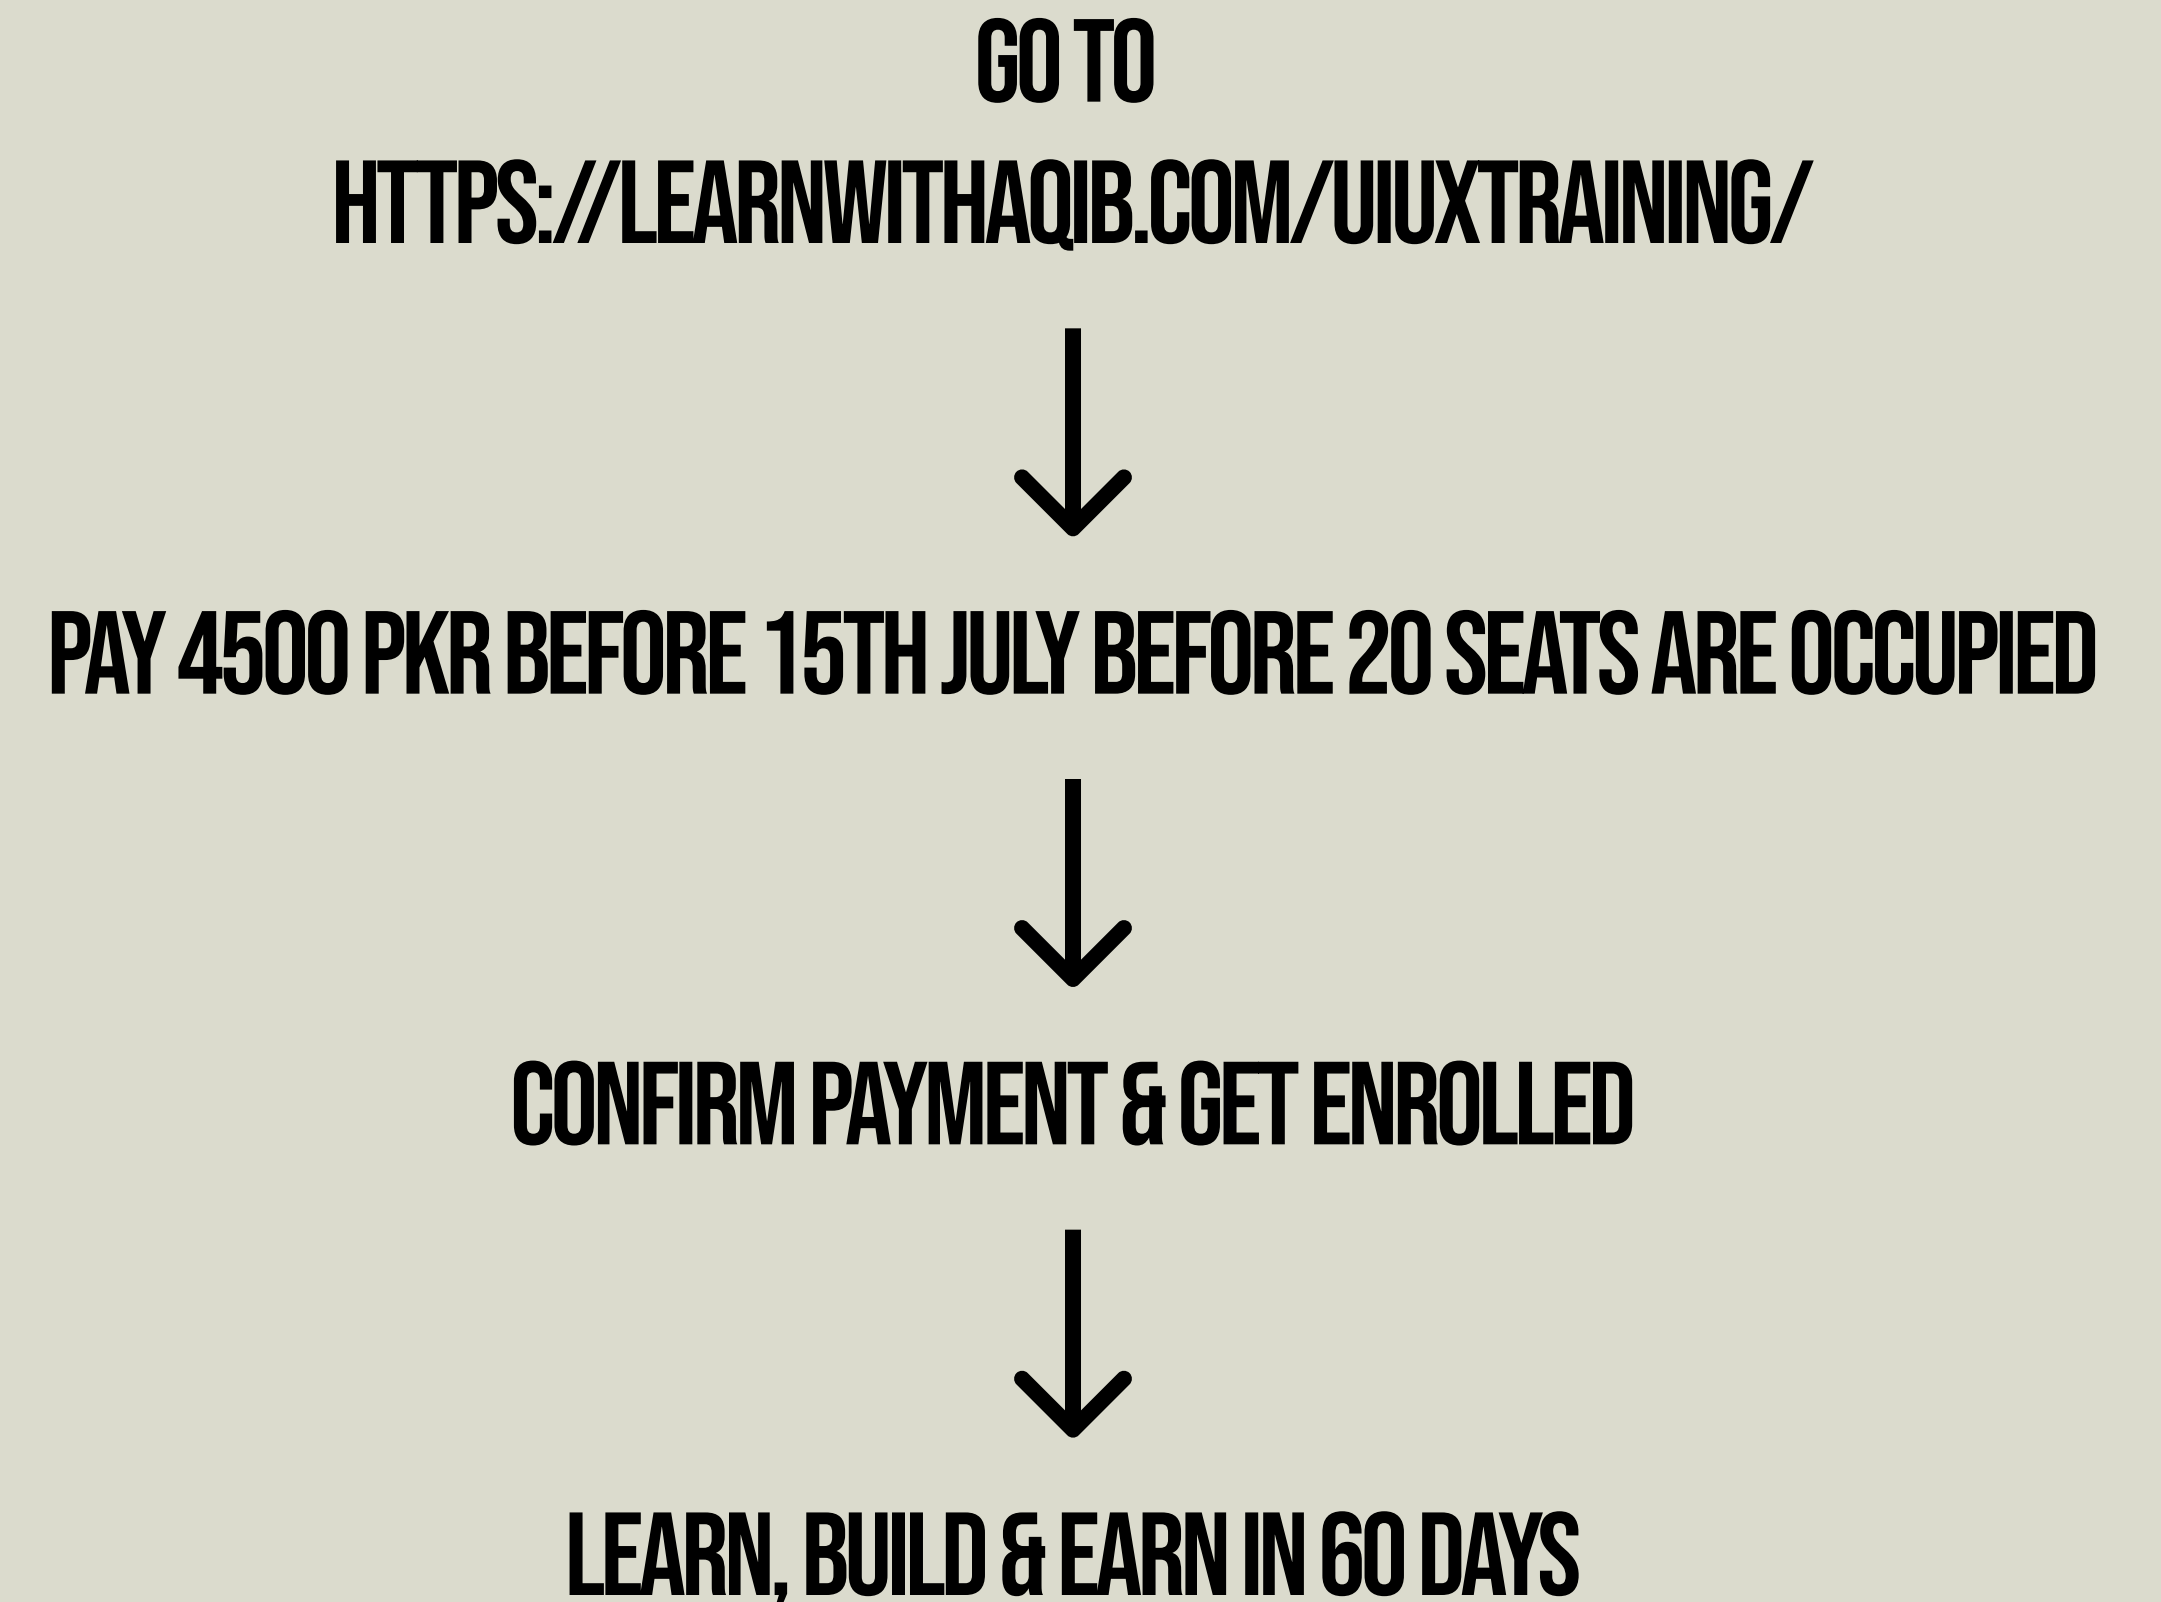 GO TO
HTTPS://LEARNWITHAQIB.COM/UIUXTRAINING/
PAY 4500 PKR BEFORE 15TH JULY BEFORE 20 SEATS ARE OCCUPIED
CONFIRM PAYMENT & GET ENROLLED
LEARN, BUILD & EARN IN 60 DAYS